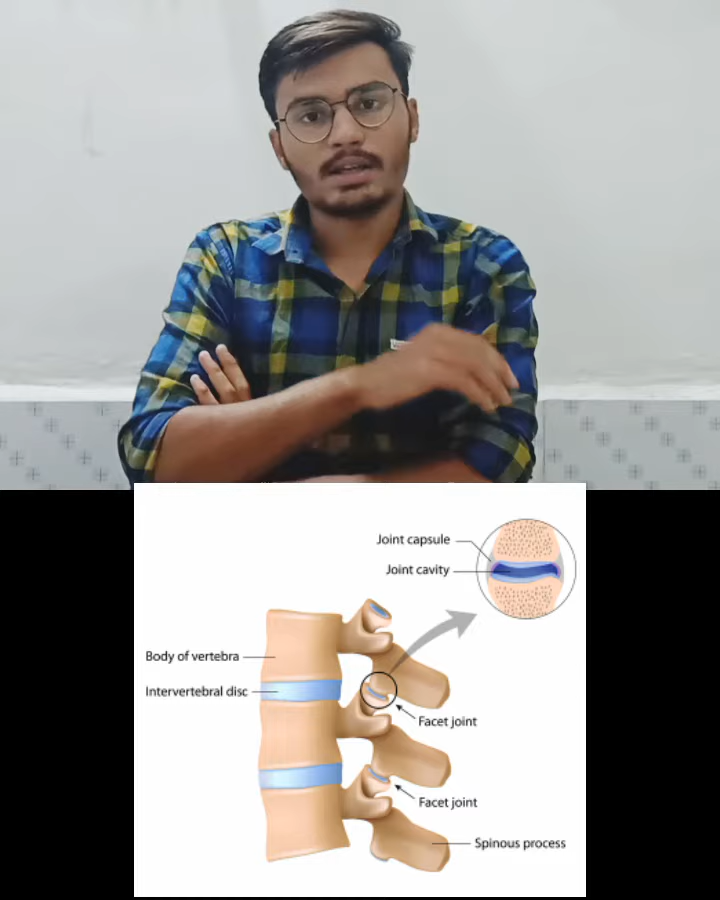 Joint capsule
Joint cavity
Body of vertebra
Intervertebral disc
Facet joint
Facet joint
Spinous process